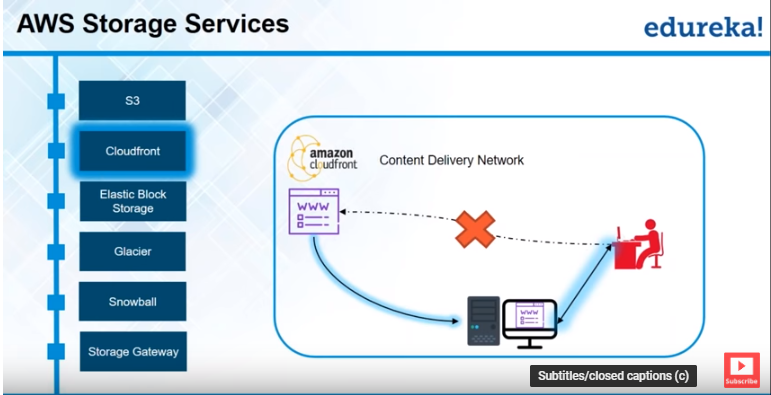 AWS Storage Services
edureka!
S3
Cloudfront
Elastic Block
Storage
Glacier
Snowball
Storage Gateway
amazon
cloudfront
Content Delivery Network
WWW
WWW
Subtitles/closed captions (c)
Subscribe